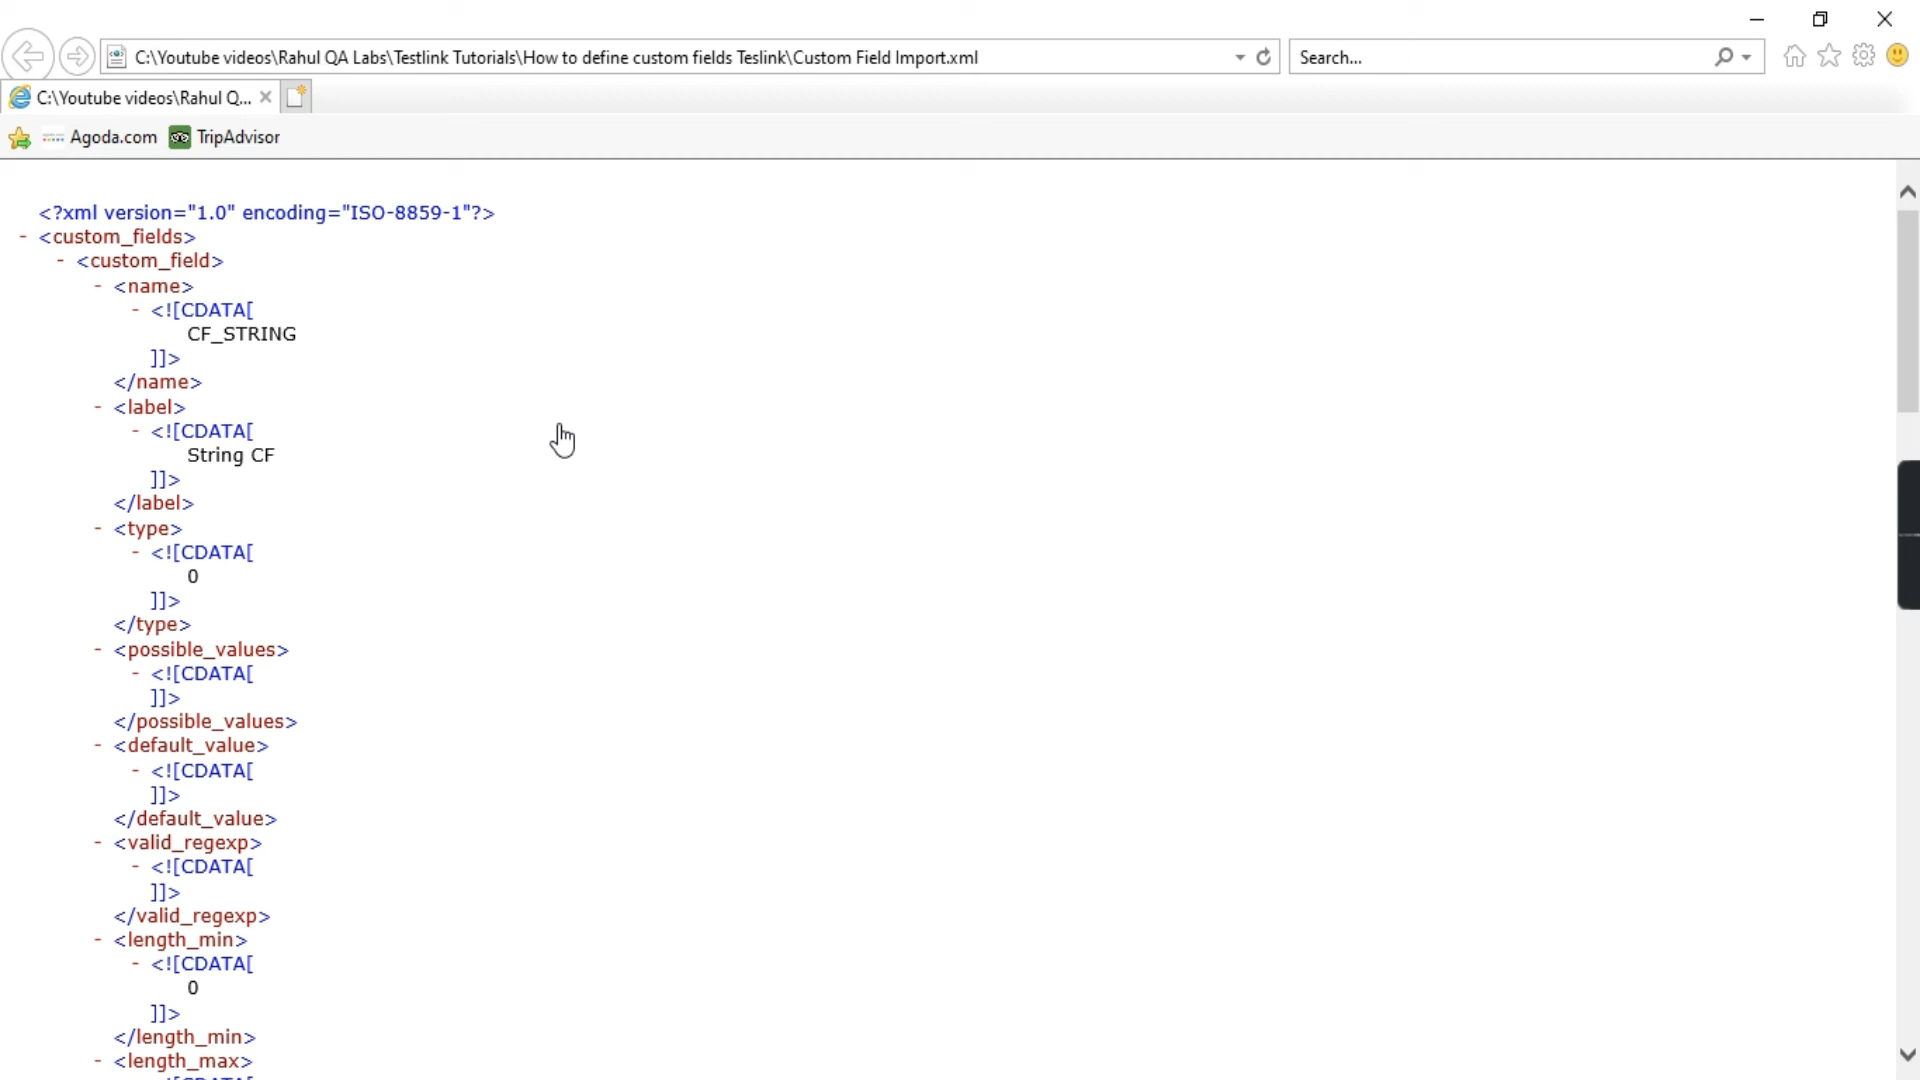 C:\Youtube videos\Rahul QA Labs\Testlink Tutorials\How to define custom fields Teslink\Custom Field Import.xml
Search...
C:\Youtube videos\Rahul Q...
Agoda.com
TripAdvisor
<?xml version="1.0" encoding="ISO-8859-1"?>
- <custom_fields>
- <custom_field>
- <name>
- <![CDATA[
CF_STRING
]]>
</name>
- <label>
- <![CDATA[
String CF
]]>
</label>
- <type>
- <![CDATA[
0
]]>
</type>
- <possible_values>
- <![CDATA[
]]>
</possible_values>
- <default_value>
- <![CDATA[
]]>
</default_value>
- <valid_regexp>
- <![CDATA[
]]>
</valid_regexp>
- <length_min>
- <![CDATA[
0
]]>
</length_min>
- <length_max>